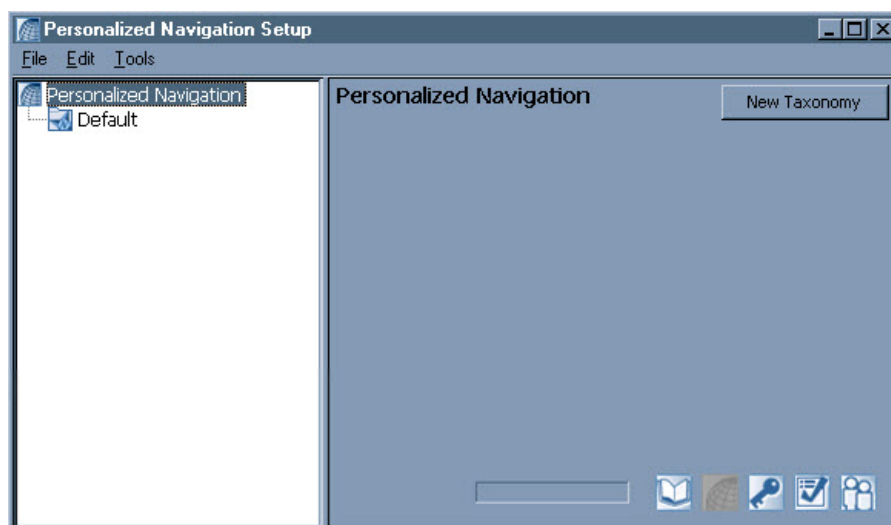 Personalized Navigation Setup
File Edit Tools
Personalized Navigation
Default
Personalized Navigation
New Taxonomy